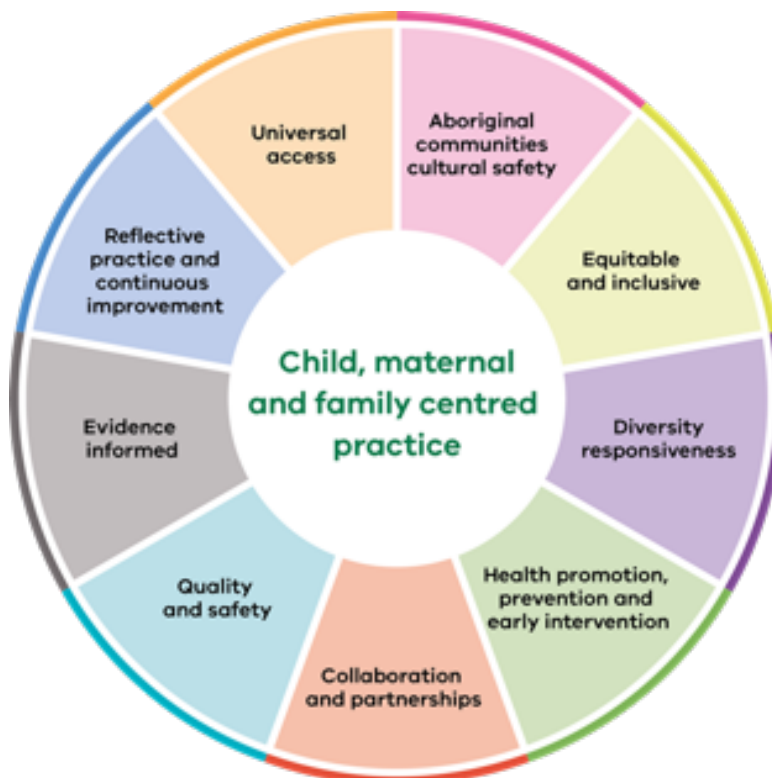 Universal
access
Aboriginal
communities
cultural safety
Equitable
and inclusive
Diversity
responsiveness
Health promotion,
prevention and
early intervention
Collaboration
and partnerships
Quality
and safety
Evidence
informed
Reflective
practice and
continuous
improvement
Child, maternal
and family centred
practice